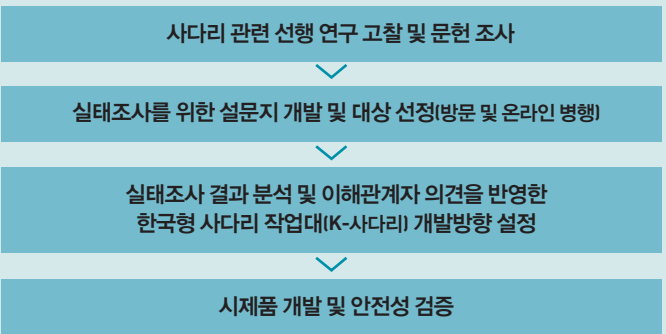 사다리 관련 선행 연구 고찰 및 문헌 조사
실태조사를 위한 설문지 개발 및 대상 선정(방문 및 온라인 병행)
실태조사 결과 분석 및 이해관계자 의견을 반영한
한국형 사다리 작업대(K-사다리) 개발방향 설정
시제품 개발 및 안전성 검증